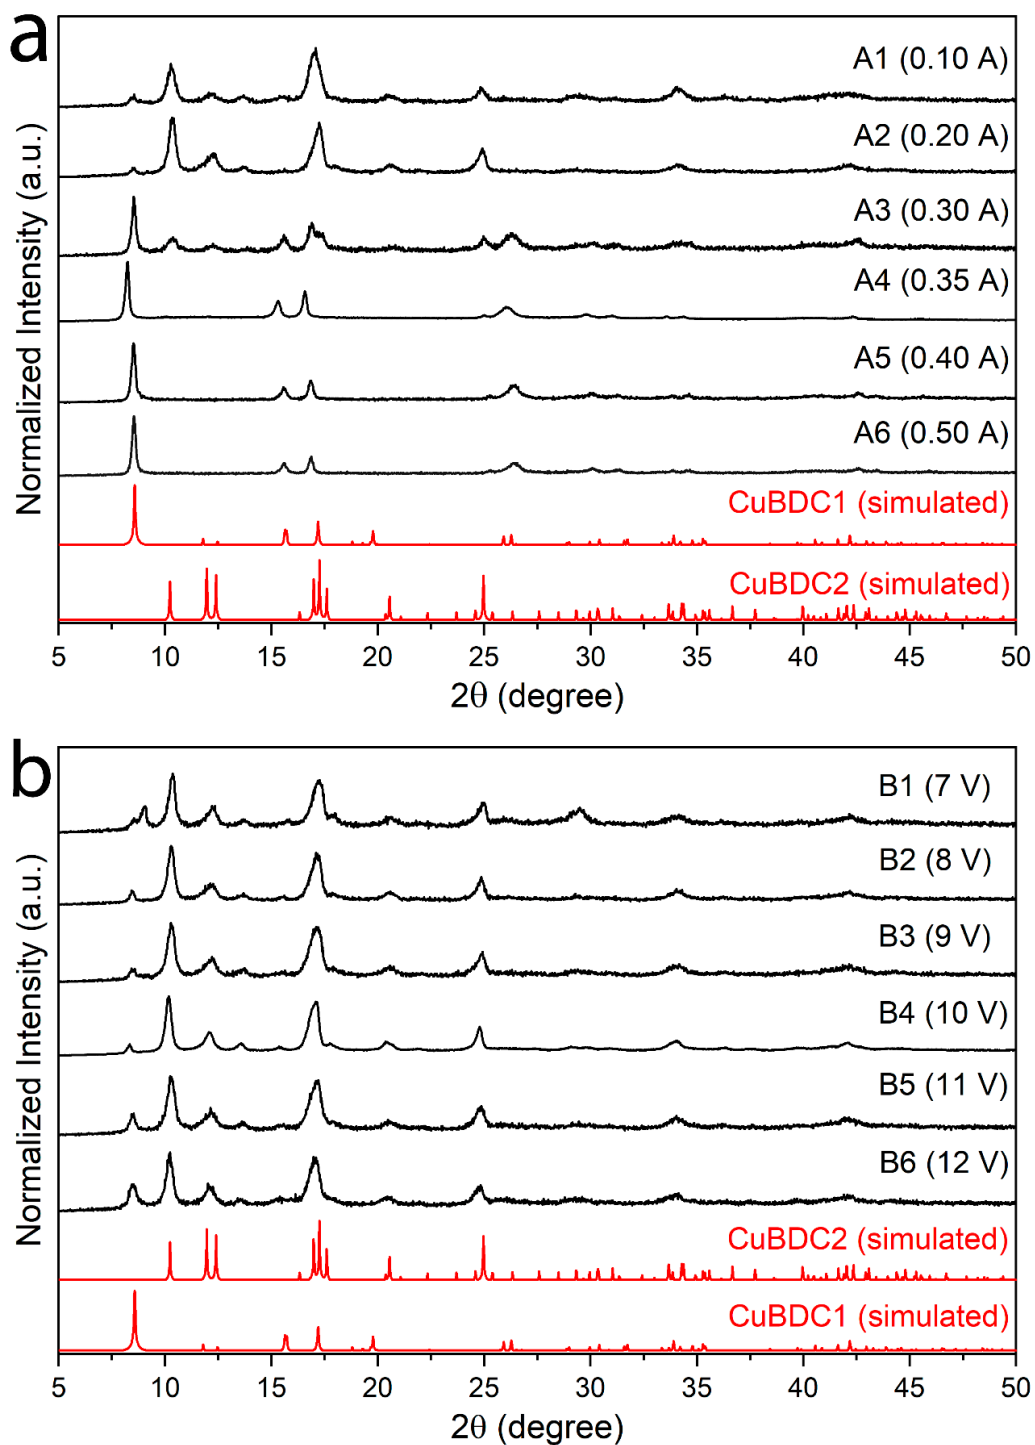 a
Normalized Intensity (a.u.)
A1 (0.10 A)
A2 (0.20 A)
A3 (0.30 A)
A4 (0.35 A)
A5 (0.40 A)
A6 (0.50 A)
CuBDC1 (simulated)
CuBDC2 (simulated)
5 10 15 20 25 30 35 40 45 50
2θ (degree)
b
Normalized Intensity (a.u.)
B1 (7 V)
B2 (8 V)
B3 (9 V)
B4 (10 V)
B5 (11 V)
B6 (12 V)
CuBDC2 (simulated)
CuBDC1 (simulated)
5 10 15 20 25 30 35 40 45 50
2θ (degree)